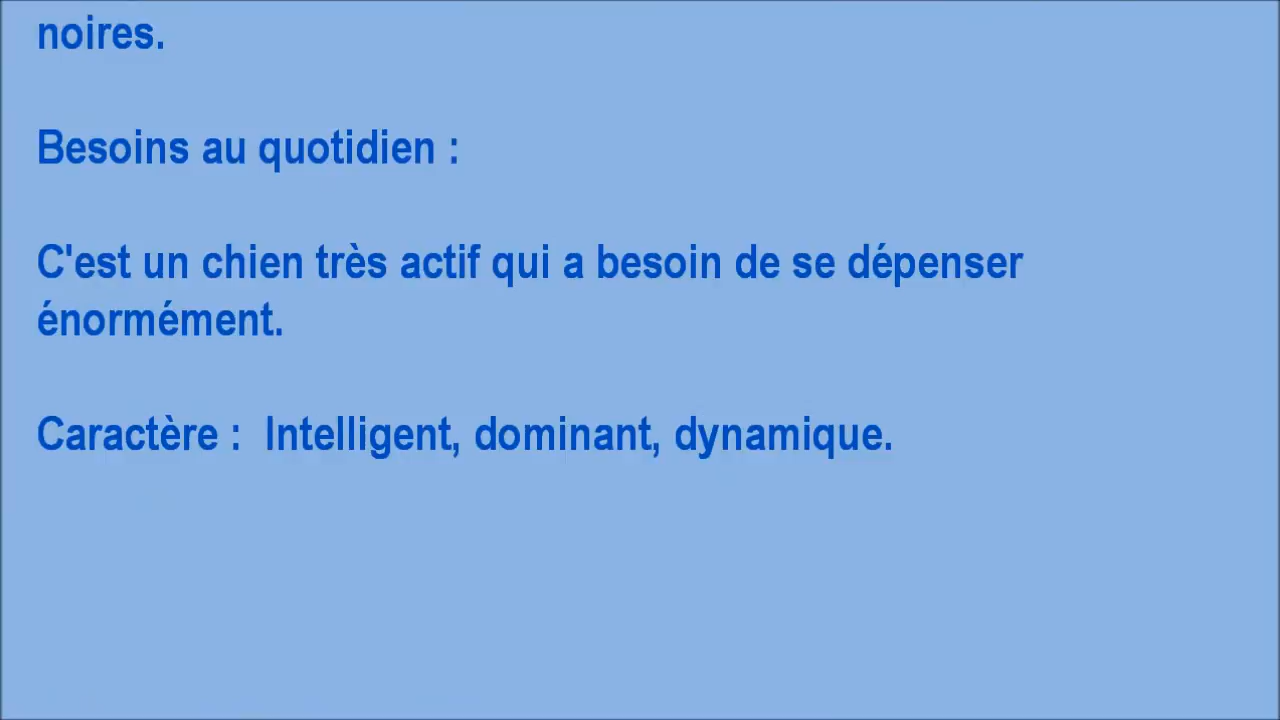 noires.
Besoins au quotidien :
C'est un chien très actif qui a besoin de se dépenser
énormément.
Caractère :  Intelligent, dominant, dynamique.